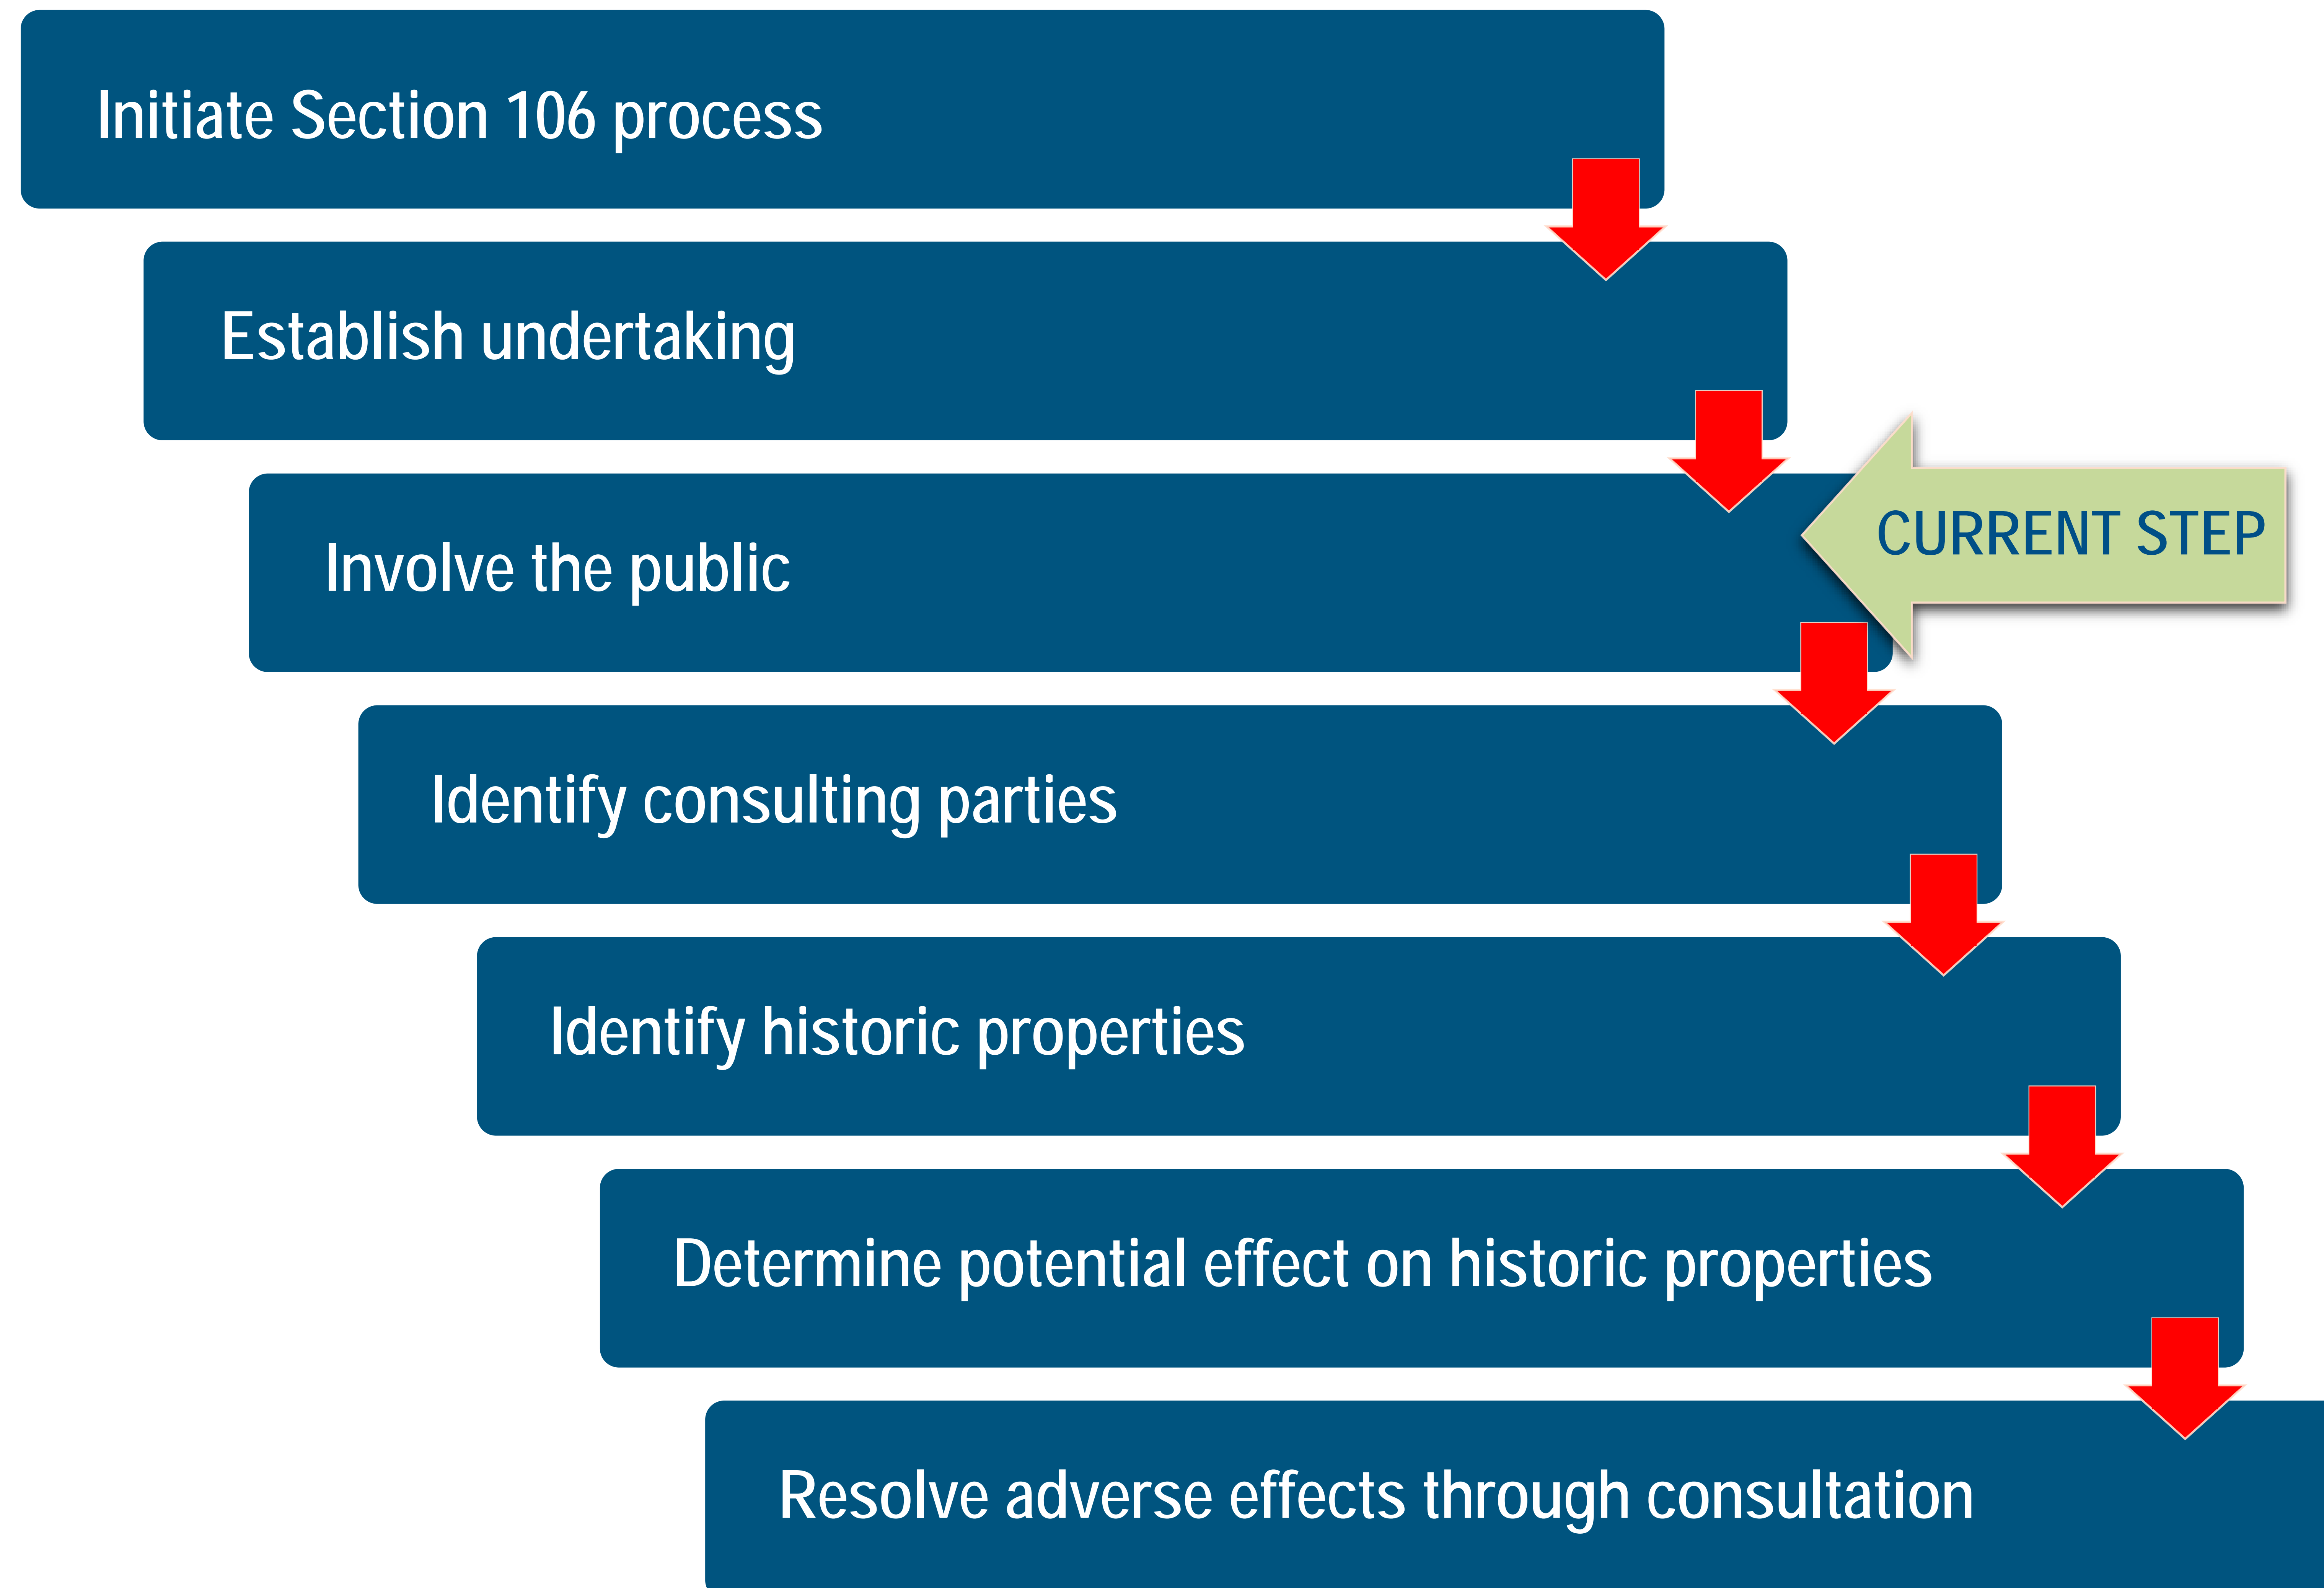 Initiate Section 106 process
Establish undertaking
Involve the public
CURRENT STEP
Identify consulting parties
Identify historic properties
Determine potential effect on historic properties
Resolve adverse effects through consultation